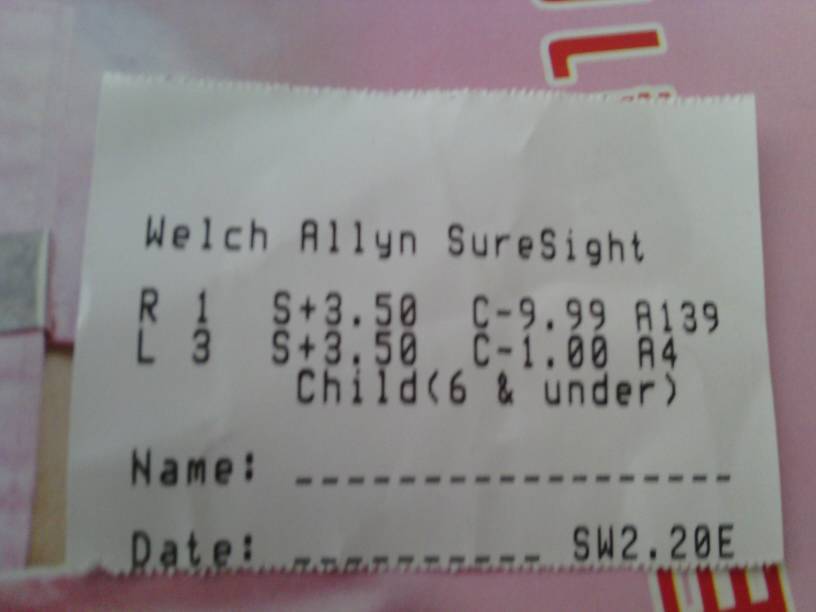 Welch Allyn SureSight
R 1 S+3.50 C-9.99 A139
L 3 S+3.50 C-1.00 A4
Child(6 & under)
Name: _________________
Date: __________ SW2.20E